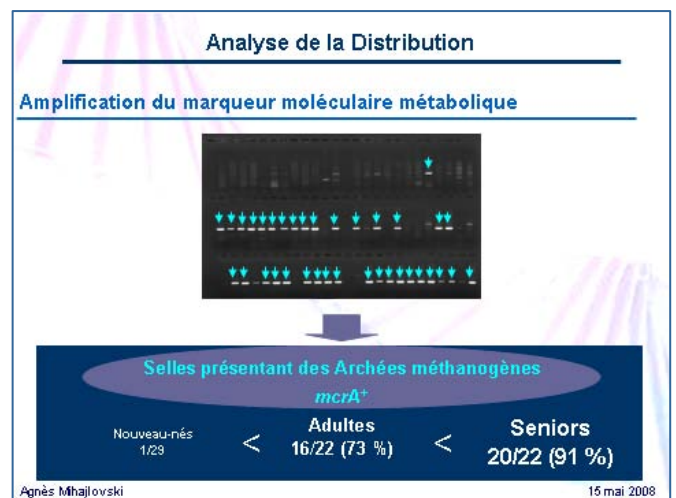 Analyse de la Distribution
Amplification du marqueur moléculaire métabolique
Selles présentant des Archées méthanogènes
mcrA+
Nouveau-nés
1/29
<
Adultes
16/22 (73 %)
<
Seniors
20/22 (91 %)
Agnès Mihajlovski
15 mai 2008